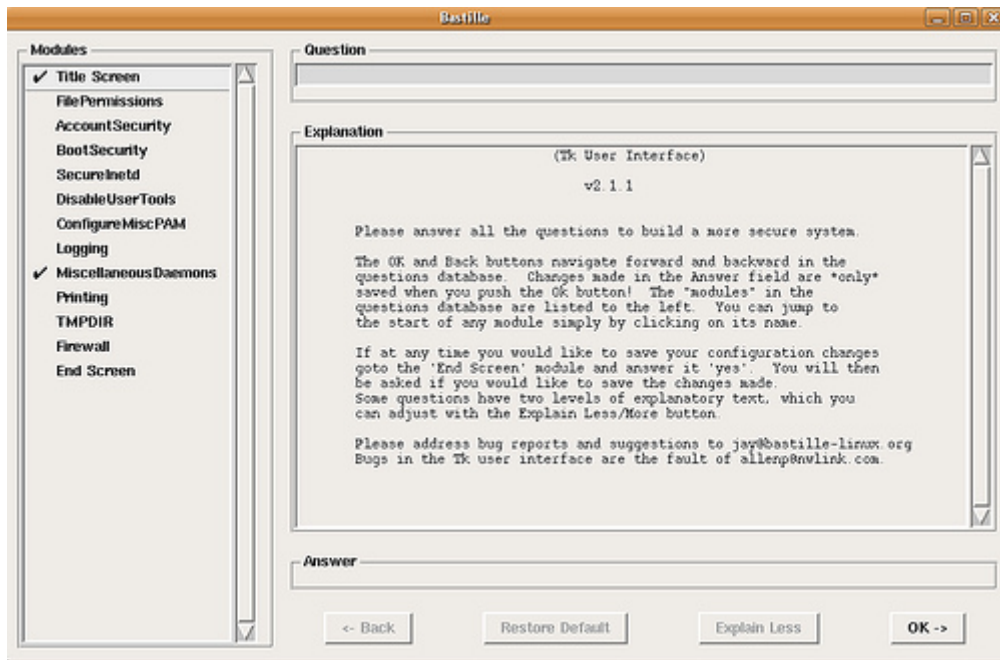 Bastille
Modules
✔ Title Screen
FilePermissions
AccountSecurity
BootSecurity
SecureInetd
DisableUserTools
ConfigureMiscPAM
Logging
✔ MiscellaneousDaemons
Printing
TMPDIR
Firewall
End Screen
Question
Explanation
(Tk User Interface)
v2.1.1
Please answer all the questions to build a more secure system.
The OK and Back buttons navigate forward and backward in the
questions database.  Changes made in the Answer field are *only*
saved when you push the Ok button!  The "modules" in the
questions database are listed to the left.  You can jump to
the start of any module simply by clicking on its name.
If at any time you would like to save your configuration changes
goto the 'End Screen' module and answer it 'yes'.  You will then
be asked if you would like to save the changes made.
Some questions have two levels of explanatory text, which you
can adjust with the Explain Less/More button.
Please address bug reports and suggestions to jay@bastille-linux.org
Bugs in the Tk user interface are the fault of allenp@nwlink.com.
Answer
<- Back
Restore Default
Explain Less
OK ->